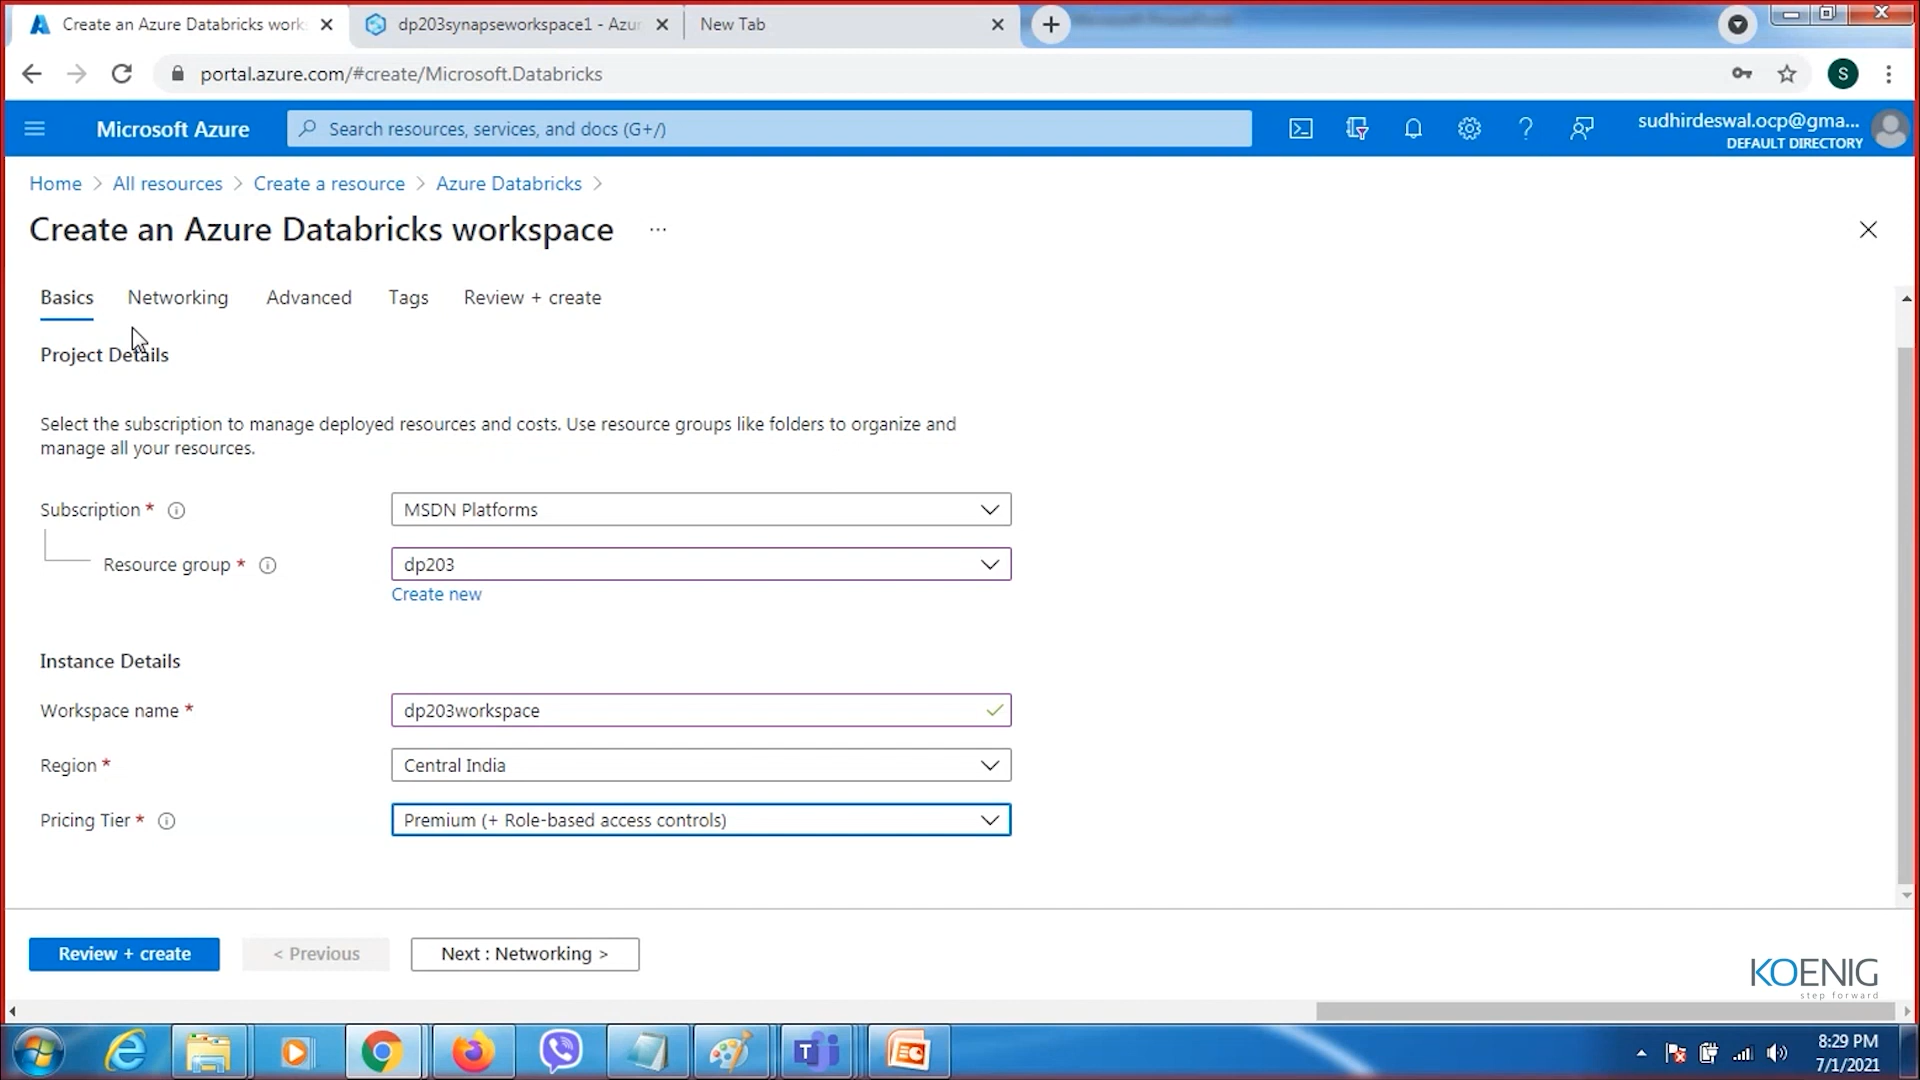 Create an Azure Databricks work
dp203synapseworkspace1 - Azur
New Tab
portal.azure.com/#create/Microsoft.Databricks
S
Microsoft Azure
Search resources, services, and docs (G+/)
sudhirdeswal.ocp@gma...
DEFAULT DIRECTORY
Home > All resources > Create a resource > Azure Databricks >
Create an Azure Databricks workspace ...
Basics Networking Advanced Tags Review + create
Project Details
Select the subscription to manage deployed resources and costs. Use resource groups like folders to organize and
manage all your resources.
Subscription *
MSDN Platforms
Resource group *
dp203
Create new
Instance Details
Workspace name *
dp203workspace
Region *
Central India
Pricing Tier *
Premium (+ Role-based access controls)
Review + create
< Previous
Next : Networking >
KOENIG
step forward
8:29 PM
7/1/2021